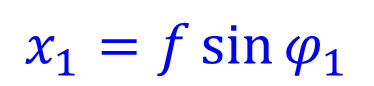 x₁ = f sin φ₁